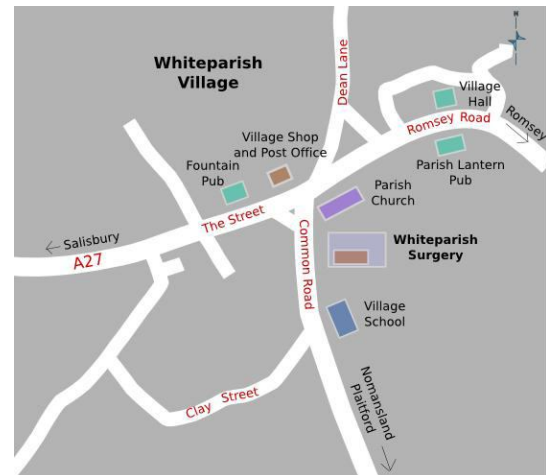 Whiteparish
Village
Dean Lane
Village
Hall
Romsey Road
Romsey
Village Shop
and Post Office
Fountain
Pub
Parish Lantern
Pub
Parish
Church
The Street
Salisbury
A27
Common Road
Whiteparish
Surgery
Village
School
Clay Street
Nomansland
Plaitford